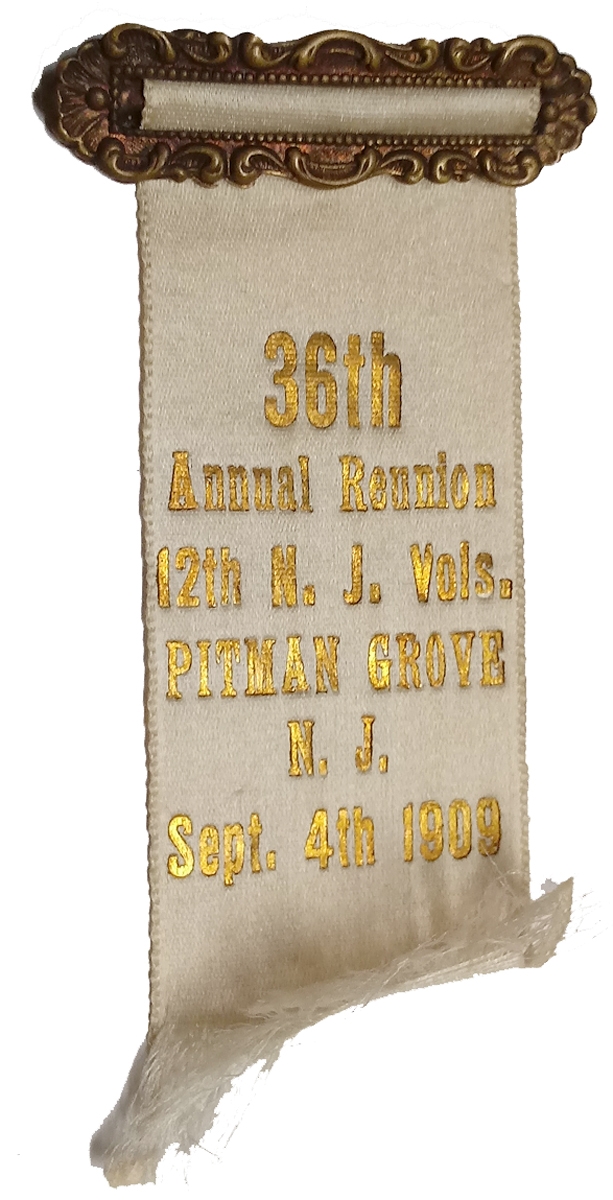 36th
Annual Reunion
12th N. J. Vols.
PITMAN GROVE
N. J.
Sept. 4th 1909